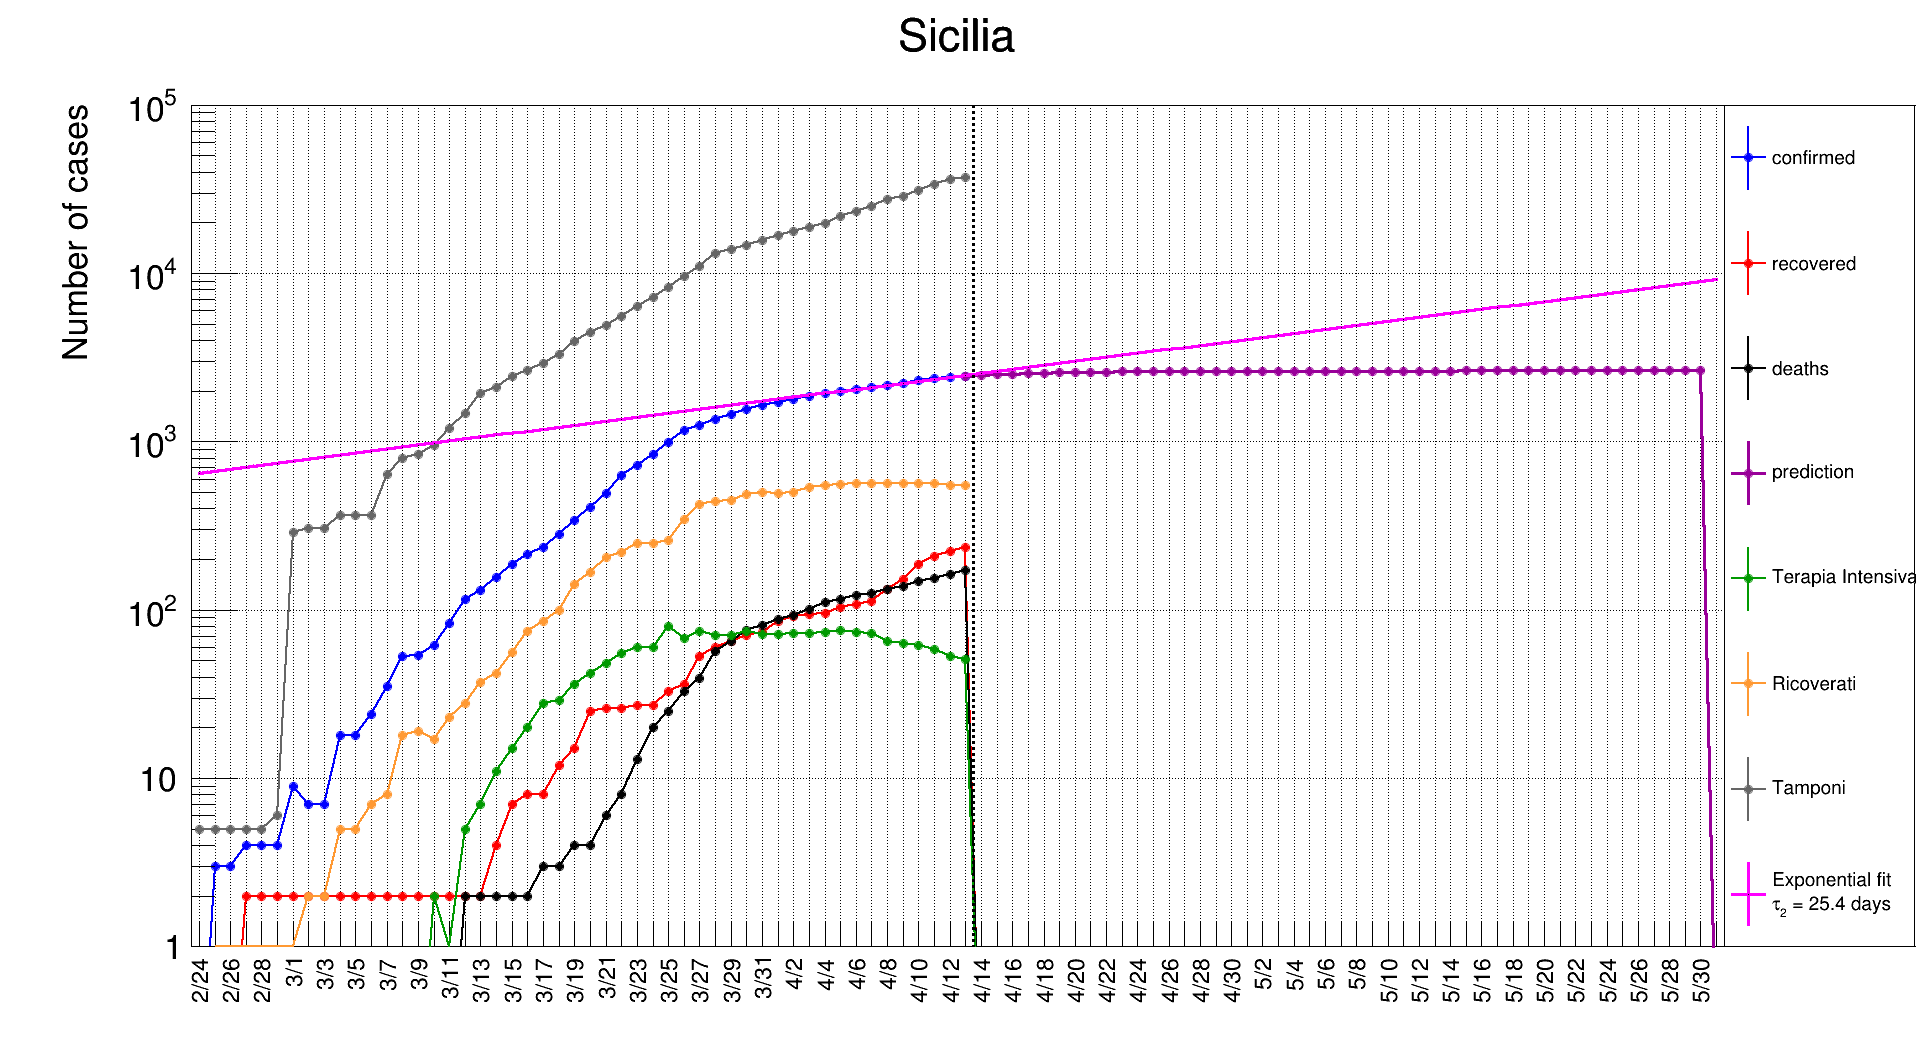 Sicilia
Number of cases
10^5
10^4
10^3
10^2
10
1
2/24 2/26 2/28 3/1 3/3 3/5 3/7 3/9 3/11 3/13 3/15 3/17 3/19 3/21 3/23 3/25 3/27 3/29 3/31 4/2 4/4 4/6 4/8 4/10 4/12 4/14 4/16 4/18 4/20 4/22 4/24 4/26 4/28 4/30 5/2 5/4 5/6 5/8 5/10 5/12 5/14 5/16 5/18 5/20 5/22 5/24 5/26 5/28 5/30
confirmed
recovered
deaths
prediction
Terapia Intensiva
Ricoverati
Tamponi
Exponential fit
τ2 = 25.4 days